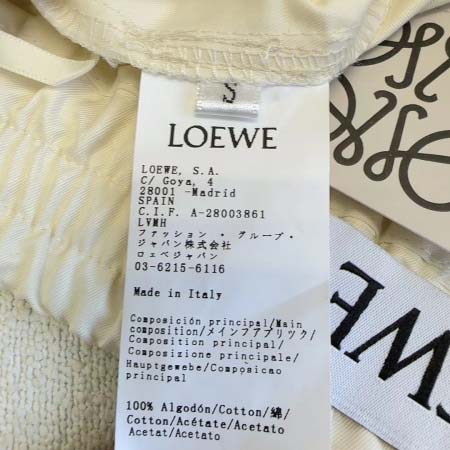 S
LOEWE
LOEWE, S.A.
C/ Goya, 4
28001 -Madrid
SPAIN
C.I.F. A-28003861
LVMH
ファッション ・ グループ・
ジャパン株式会社
ロエベジャパン
03-6215-6116
Made in Italy
Composición principal/Main
composition/メインファブリック/
Composition principal/
Composizione principale/
Hauptgewebe/Composicao
principal
100% Algodón/Cotton/綿/
Cotton/Acétate/Acetato
Acetat/Acetato